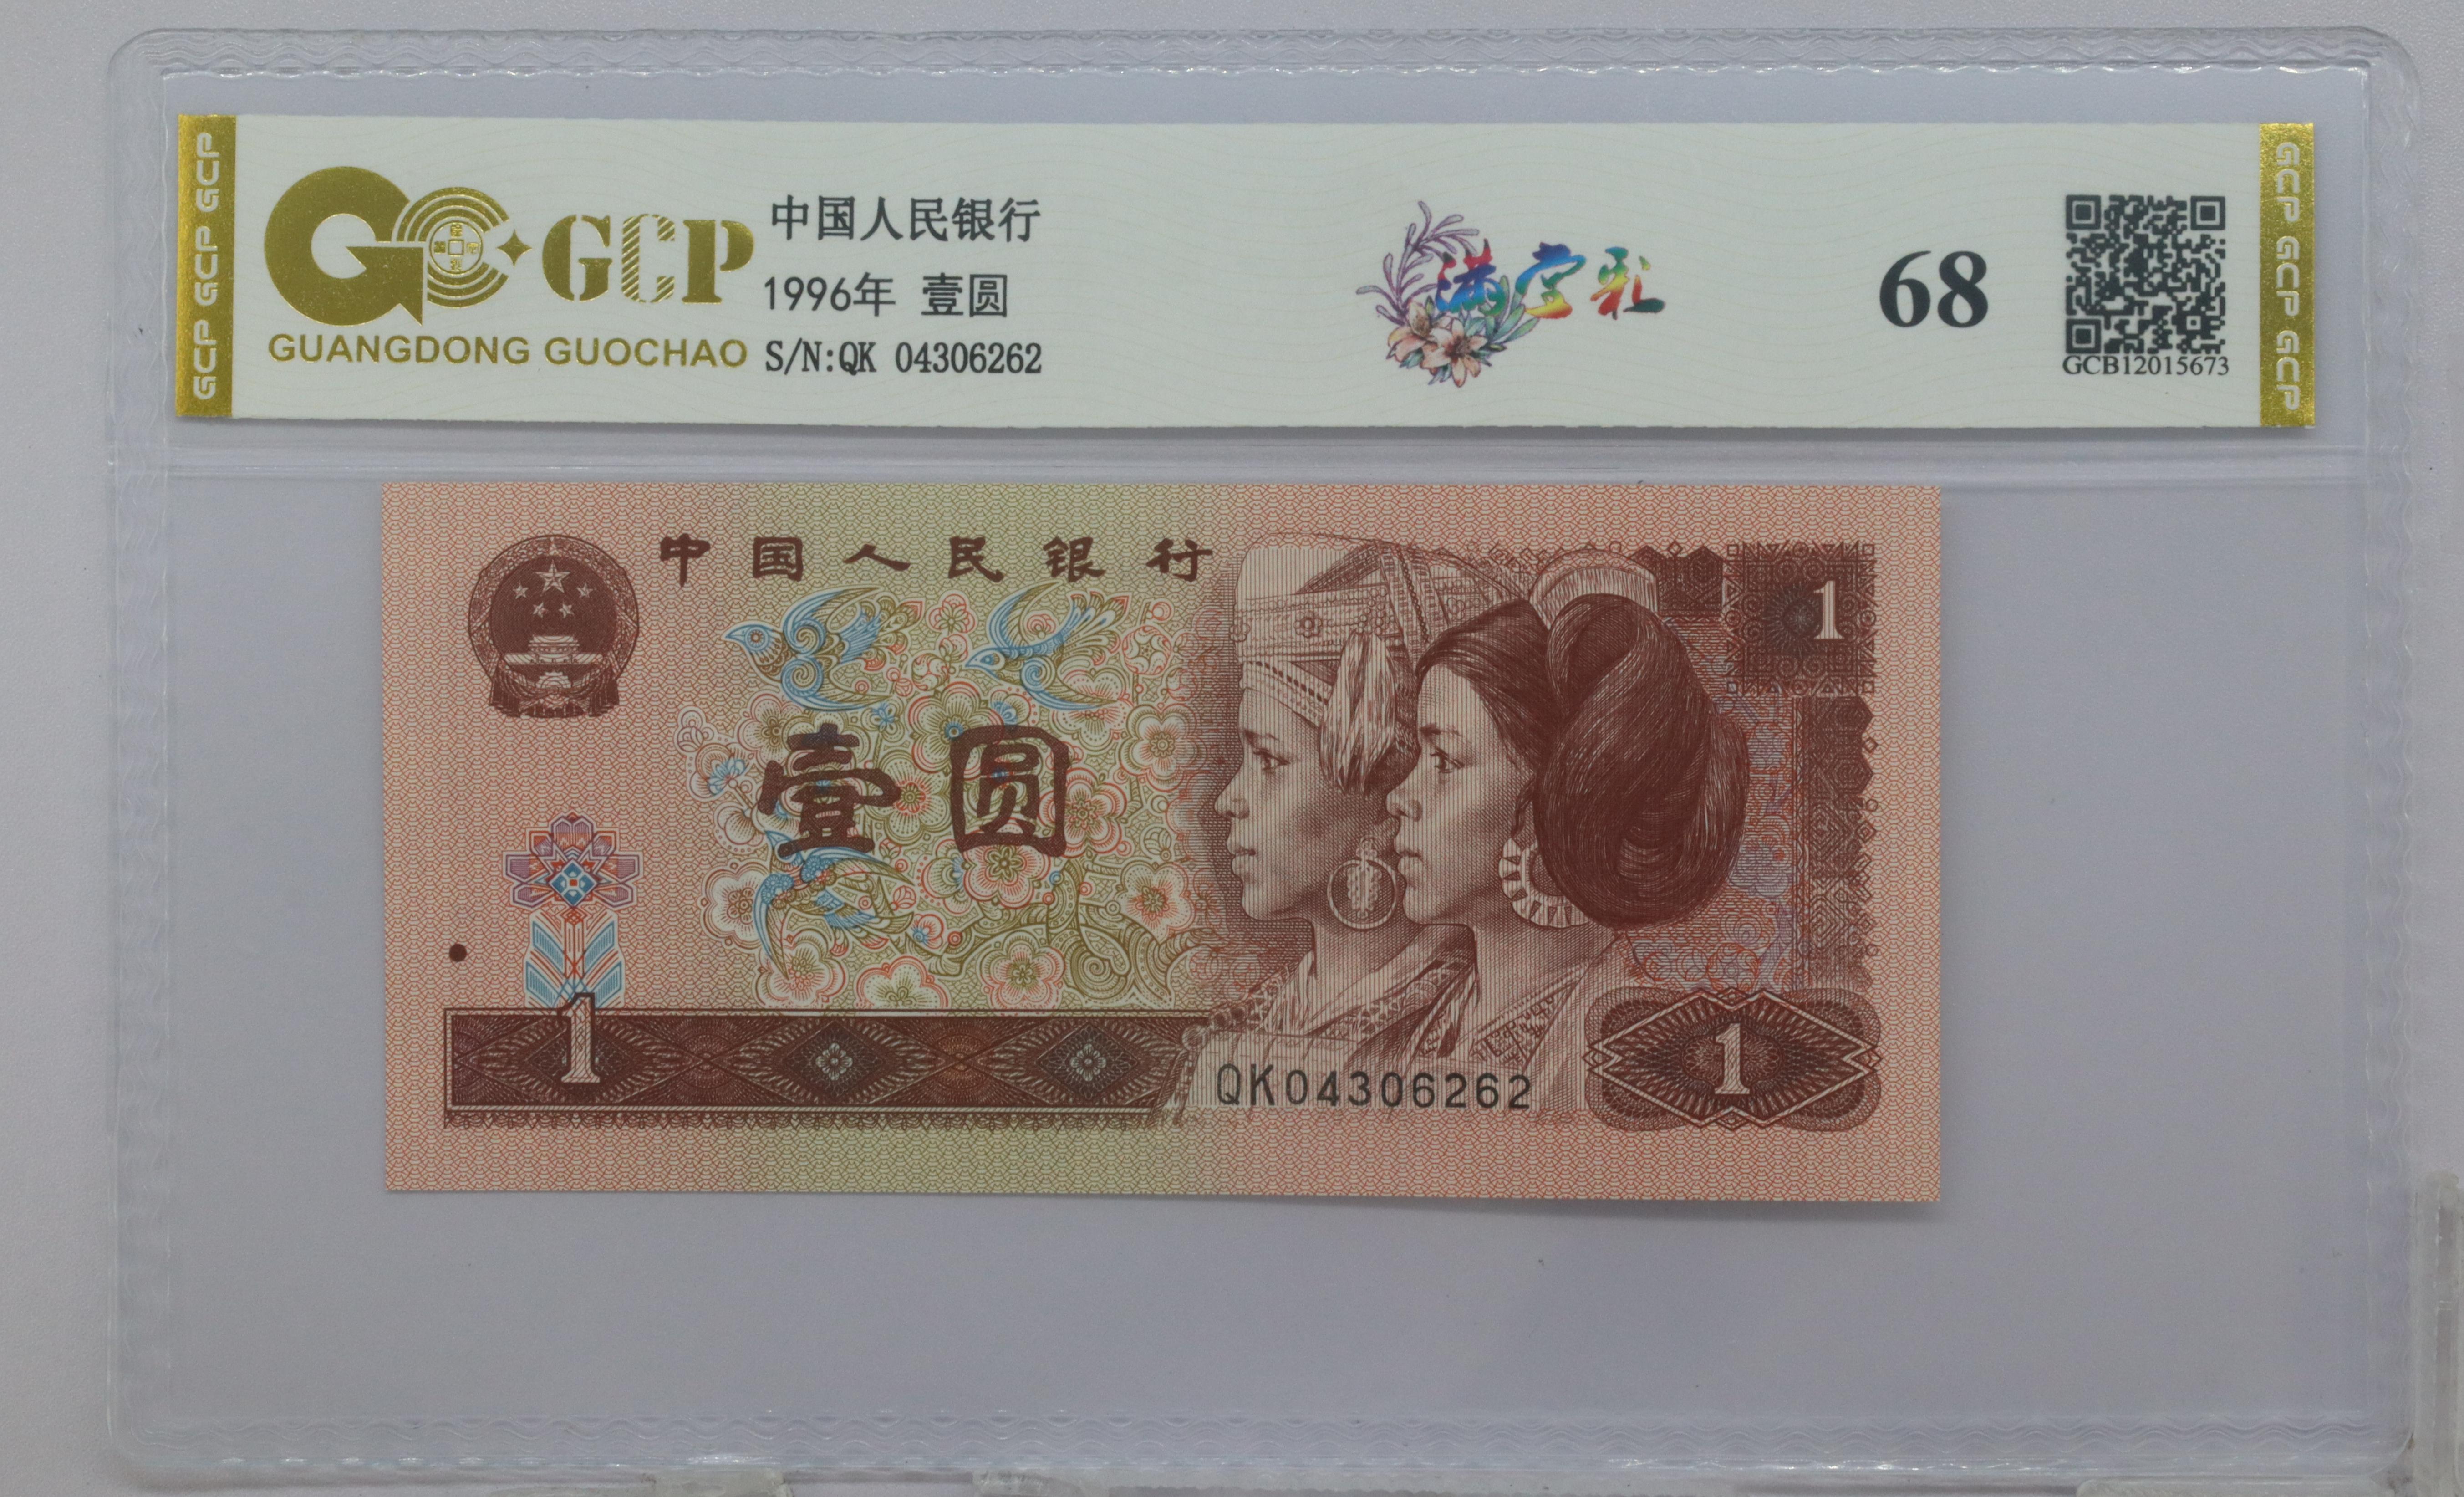 GCP GCP GCP
GCP
GUANGDONG GUOCHAO
中国人民银行
1996年 壹圆
S/N:QK 04306262
满堂彩
68
GCB12015673
GCP GCP GCP
中国人民银行
1
壹圆
1
QK04306262
1